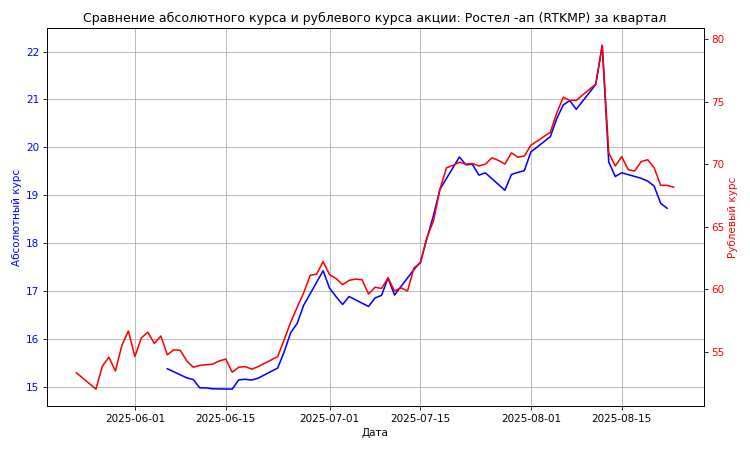 Сравнение абсолютного курса и рублевого курса акции: Ростел -ап (RTKMP) за квартал
22
21
20
19
18
17
16
15
Абсолютный курс
80
75
70
65
60
55
Рублевый курс
2025-06-01 2025-06-15 2025-07-01 2025-07-15 2025-08-01 2025-08-15
Дата